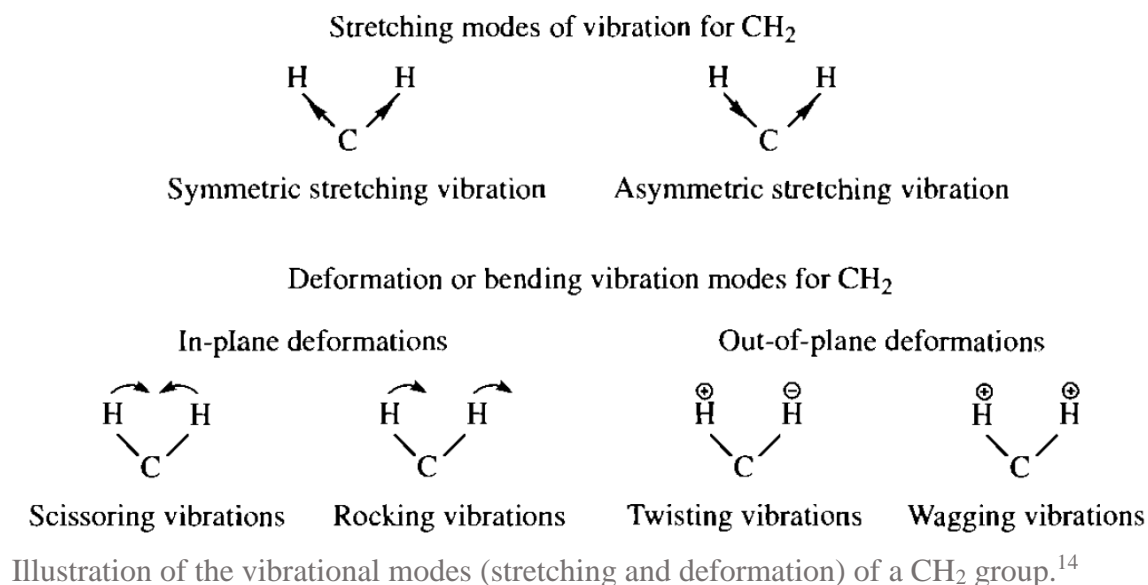 Stretching modes of vibration for CH₂
H H H H
C C
Symmetric stretching vibration Asymmetric stretching vibration
Deformation or bending vibration modes for CH₂
In-plane deformations Out-of-plane deformations
⊕ ⊖ ⊕ ⊕
H H H H H H H H
C C C C
Scissoring vibrations Rocking vibrations Twisting vibrations Wagging vibrations
Illustration of the vibrational modes (stretching and deformation) of a CH₂ group.¹⁴